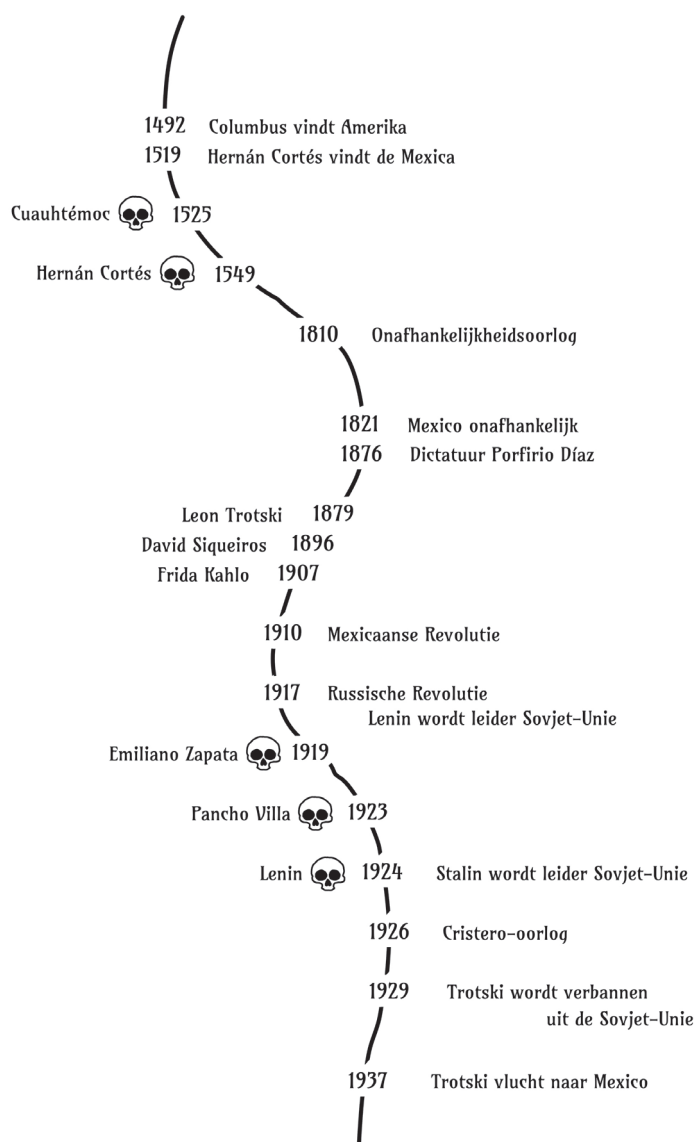 1492 Columbus vindt Amerika
1519 Hernán Cortés vindt de Mexica
Cuauhtémoc 1525
Hernán Cortés 1549
1810 Onafhankelijkheidsoorlog
1821 Mexico onafhankelijk
1876 Dictatuur Porfirio Díaz
Leon Trotski 1879
David Siqueiros 1896
Frida Kahlo 1907
1910 Mexicaanse Revolutie
1917 Russische Revolutie
Lenin wordt leider Sovjet-Unie
Emiliano Zapata 1919
Pancho Villa 1923
Lenin 1924 Stalin wordt leider Sovjet-Unie
1926 Cristero-oorlog
1929 Trotski wordt verbannen
uit de Sovjet-Unie
1937 Trotski vlucht naar Mexico